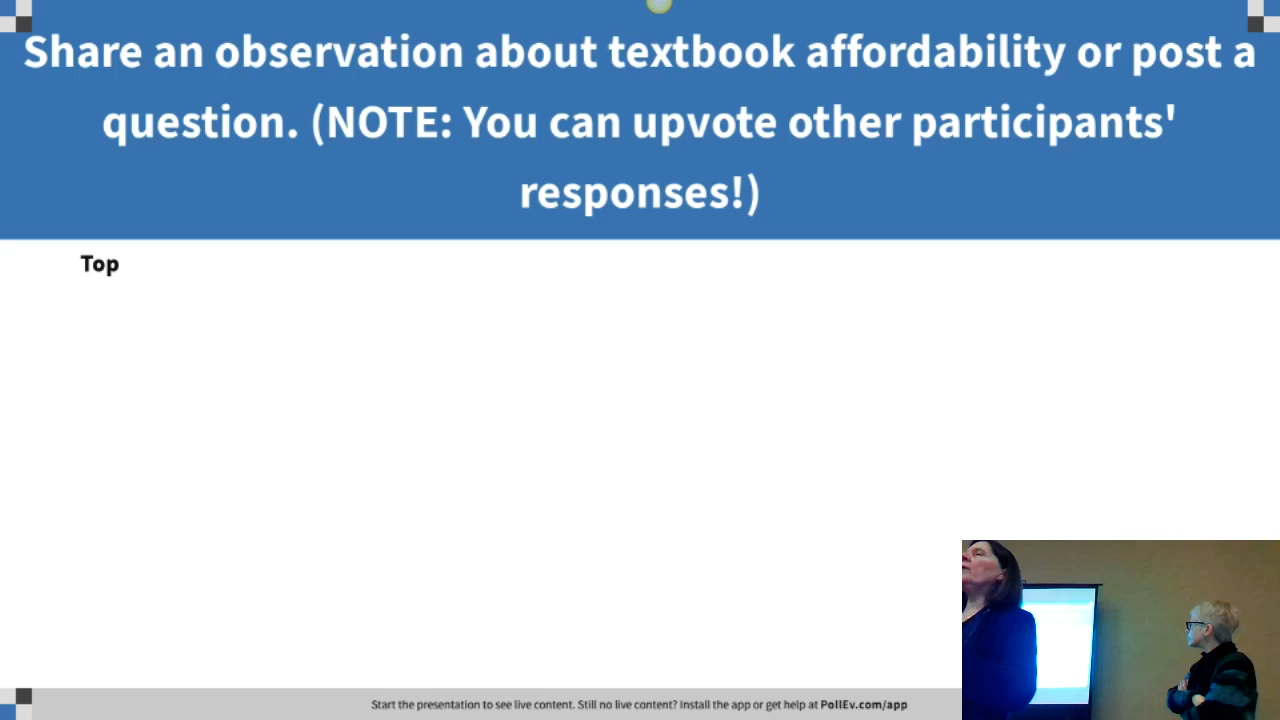 Share an observation about textbook affordability or post a
question. (NOTE: You can upvote other participants'
responses!)
Top
Start the presentation to see live content. Still no live content? Install the app or get help at PollEv.com/app